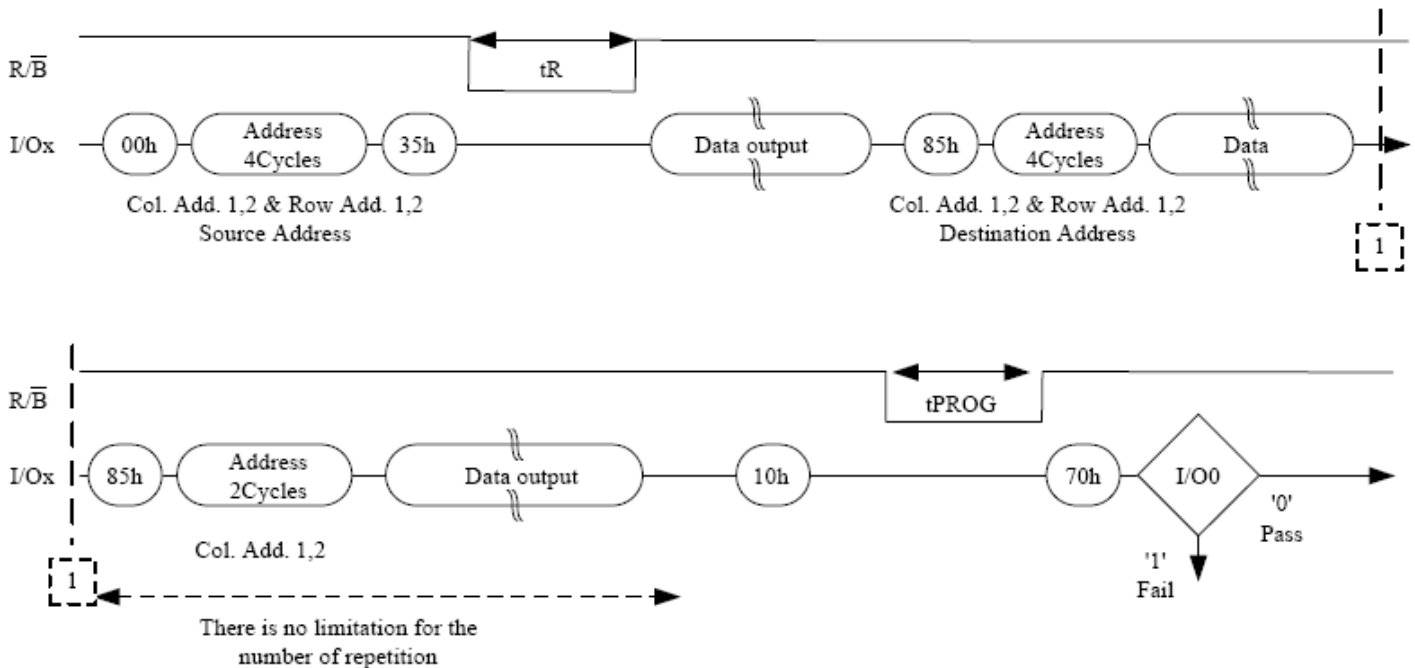 R/B̅
tR
I/Ox
00h
Address
4Cycles
35h
Data output
85h
Address
4Cycles
Data
Col. Add. 1,2 & Row Add. 1,2
Source Address
Col. Add. 1,2 & Row Add. 1,2
Destination Address
1
R/B̅
tPROG
I/Ox
85h
Address
2Cycles
Data output
10h
70h
I/O0
'0'
Pass
'1'
Fail
Col. Add. 1,2
1
There is no limitation for the
number of repetition